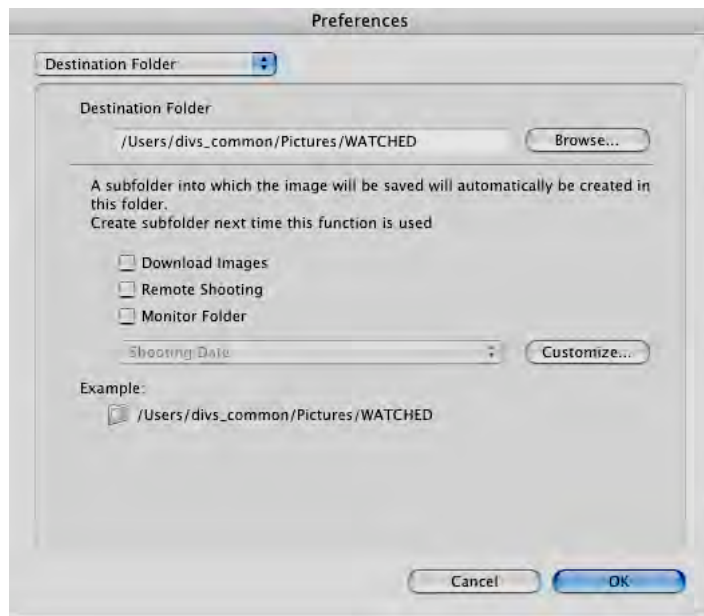 Preferences
Destination Folder
Destination Folder
/Users/divs_common/Pictures/WATCHED
Browse...
A subfolder into which the image will be saved will automatically be created in
this folder.
Create subfolder next time this function is used
Download Images
Remote Shooting
Monitor Folder
Shooting Date
Customize...
Example:
/Users/divs_common/Pictures/WATCHED
Cancel
OK